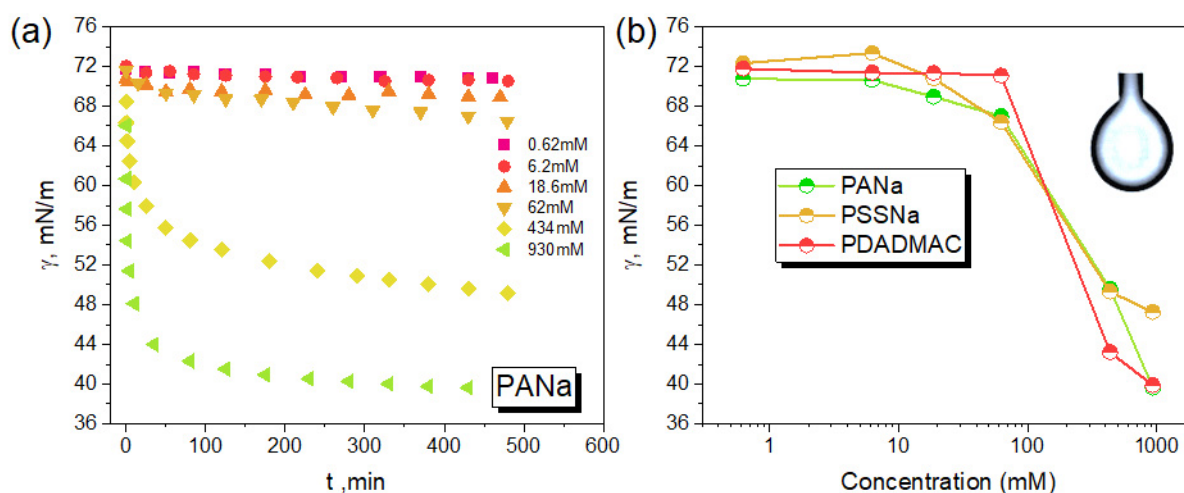 (a)
76
72
68
64
60
56
52
48
44
40
36
γ, mN/m
0.62mM
6.2mM
18.6mM
62mM
434mM
930mM
PANa
0 100 200 300 400 500 600
t ,min
(b)
76
72
68
64
60
56
52
48
44
40
36
γ, mN/m
PANa
PSSNa
PDADMAC
1 10 100 1000
Concentration (mM)